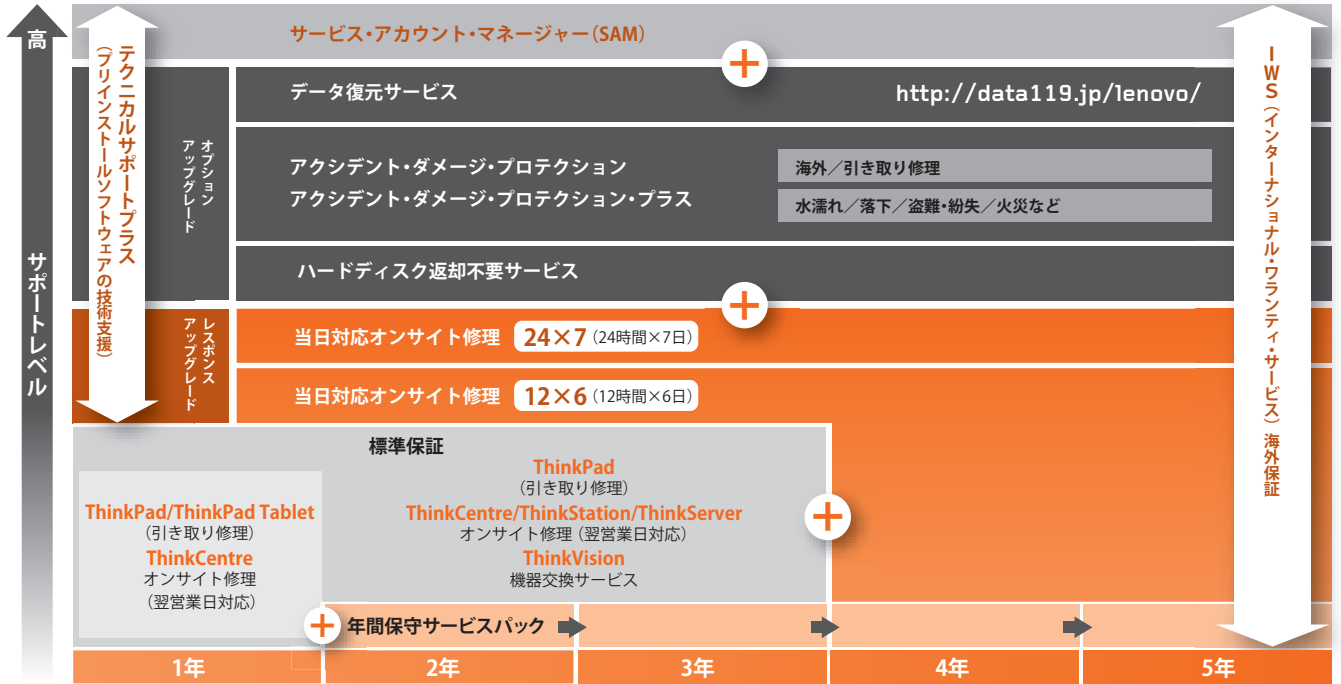 高
サポートレベル
テクニカルサポートプラス
(プリインストールソフトウェアの技術支援)
サービス・アカウント・マネージャー(SAM)
オプション
アップグレード
データ復元サービス
http://data119.jp/lenovo/
アクシデント・ダメージ・プロテクション
アクシデント・ダメージ・プロテクション・プラス
海外／引き取り修理
水濡れ／落下／盗難・紛失／火災など
ハードディスク返却不要サービス
レスポンス
アップグレード
当日対応オンサイト修理 24×7 (24時間×7日)
当日対応オンサイト修理 12×6 (12時間×6日)
標準保証
ThinkPad/ThinkPad Tablet
(引き取り修理)
ThinkCentre
オンサイト修理
(翌営業日対応)
ThinkPad
(引き取り修理)
ThinkCentre/ThinkStation/ThinkServer
オンサイト修理(翌営業日対応)
ThinkVision
機器交換サービス
年間保守サービスパック
1年
2年
3年
4年
5年
IWS(インターナショナル・ワランティ・サービス)海外保証